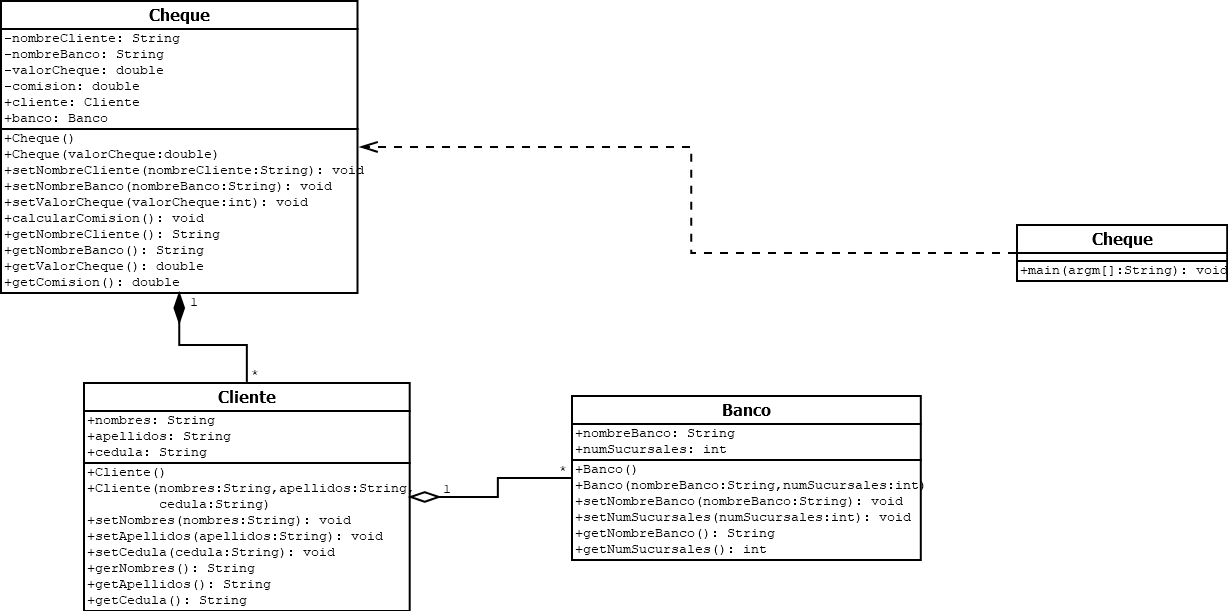 Cheque
-nombreCliente: String
-nombreBanco: String
-valorCheque: double
-comision: double
+cliente: Cliente
+banco: Banco
+Cheque()
+Cheque(valorCheque:double)
+setNombreCliente(nombreCliente:String): void
+setNombreBanco(nombreBanco:String): void
+setValorCheque(valorCheque:int): void
+calcularComision(): void
+getNombreCliente(): String
+getNombreBanco(): String
+getValorCheque(): double
+getComision(): double
1
*
Cheque
+main(argm[]:String): void
Cliente
+nombres: String
+apellidos: String
+cedula: String
+Cliente()
+Cliente(nombres:String,apellidos:String,
cedula:String)
+setNombres(nombres:String): void
+setApellidos(apellidos:String): void
+setCedula(cedula:String): void
+gerNombres(): String
+getApellidos(): String
+getCedula(): String
1
*
Banco
+nombreBanco: String
+numSucursales: int
+Banco()
+Banco(nombreBanco:String,numSucursales:int)
+setNombreBanco(nombreBanco:String): void
+setNumSucursales(numSucursales:int): void
+getNombreBanco(): String
+getNumSucursales(): int